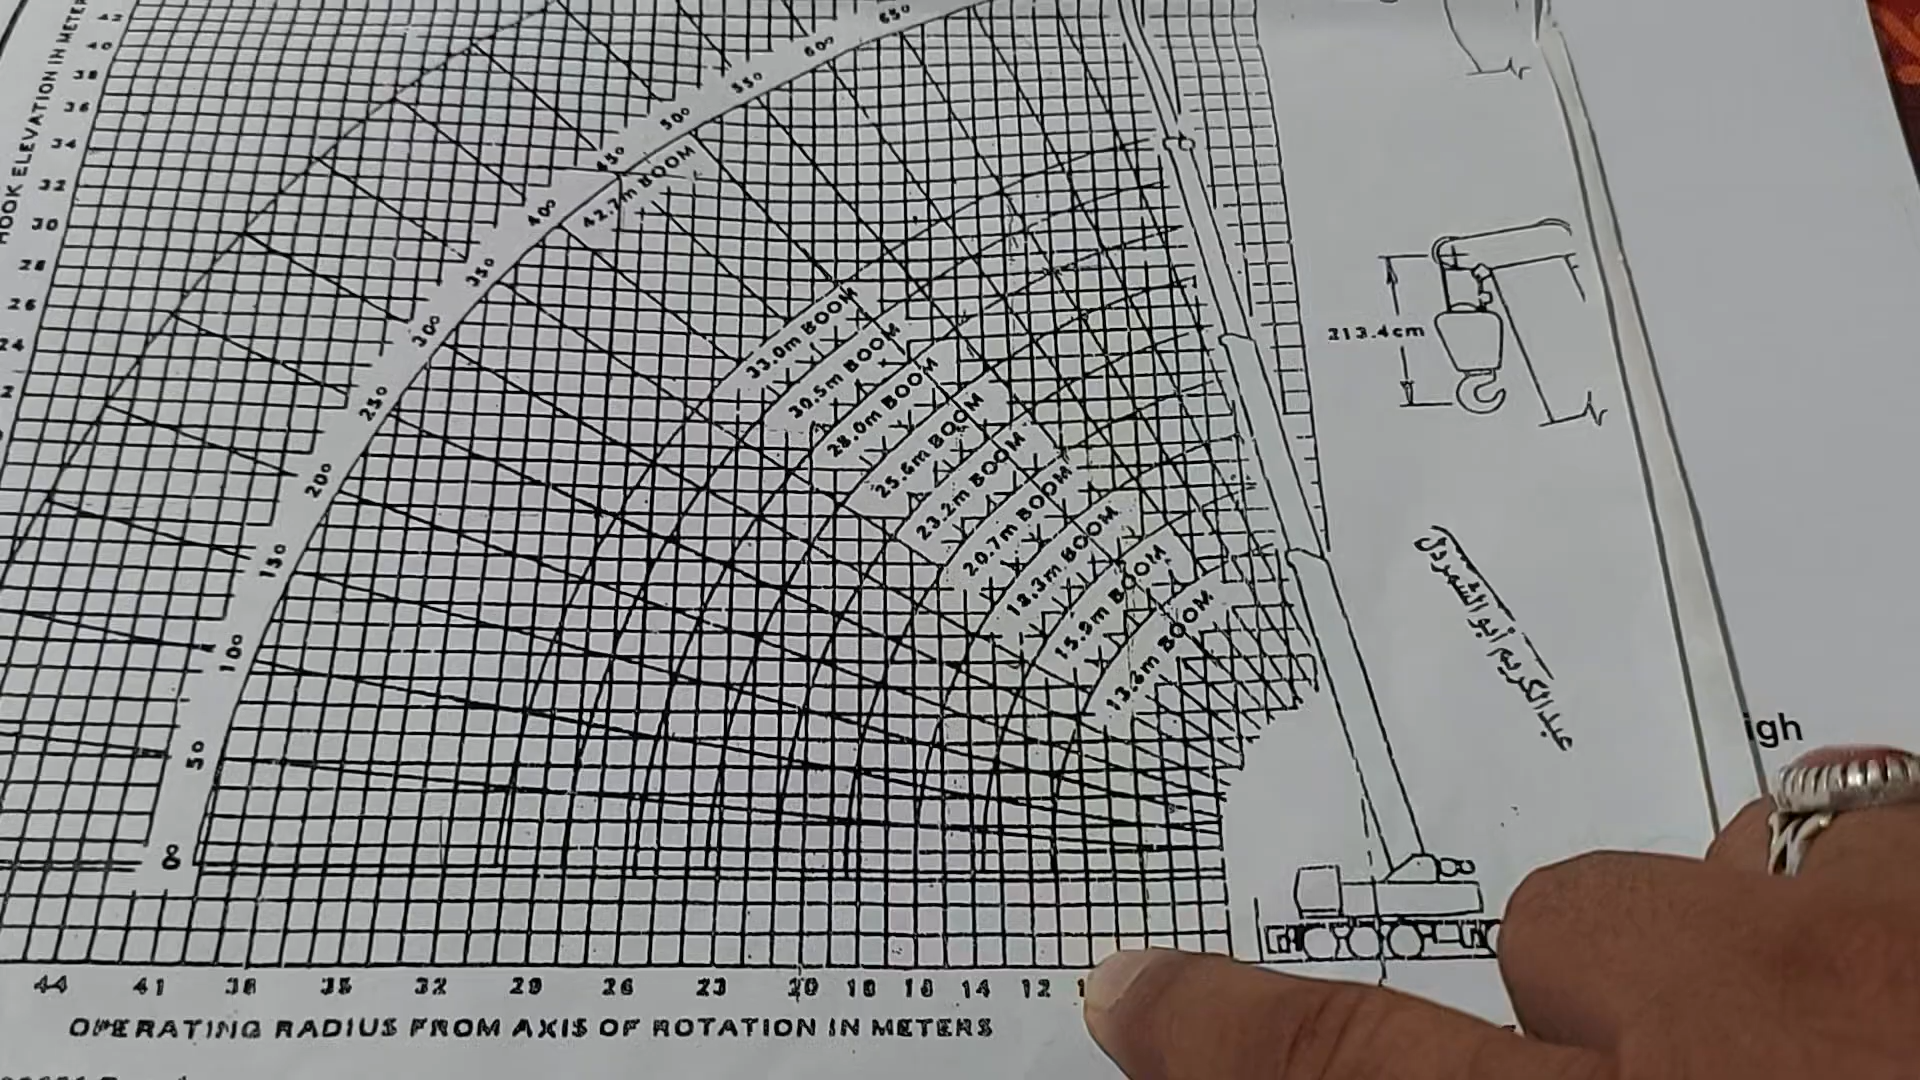 HOOK ELEVATION IN METER
42
40
38
36
34
32
30
28
26
24
65°
60°
55°
50°
45°
40°
35°
30°
25°
20°
15°
10°
5°
0°
42.7m BOOM
33.0m BOOM
30.5m BOOM
28.0m BOOM
25.6m BOOM
23.2m BOOM
20.7m BOOM
18.3m BOOM
15.9m BOOM
13.6m BOOM
213.4cm
عبدالكريم أبو الشهردل
igh
44 41 38 35 32 29 26 23 20 18 16 14 12
OPERATING RADIUS FROM AXIS OF ROTATION IN METERS